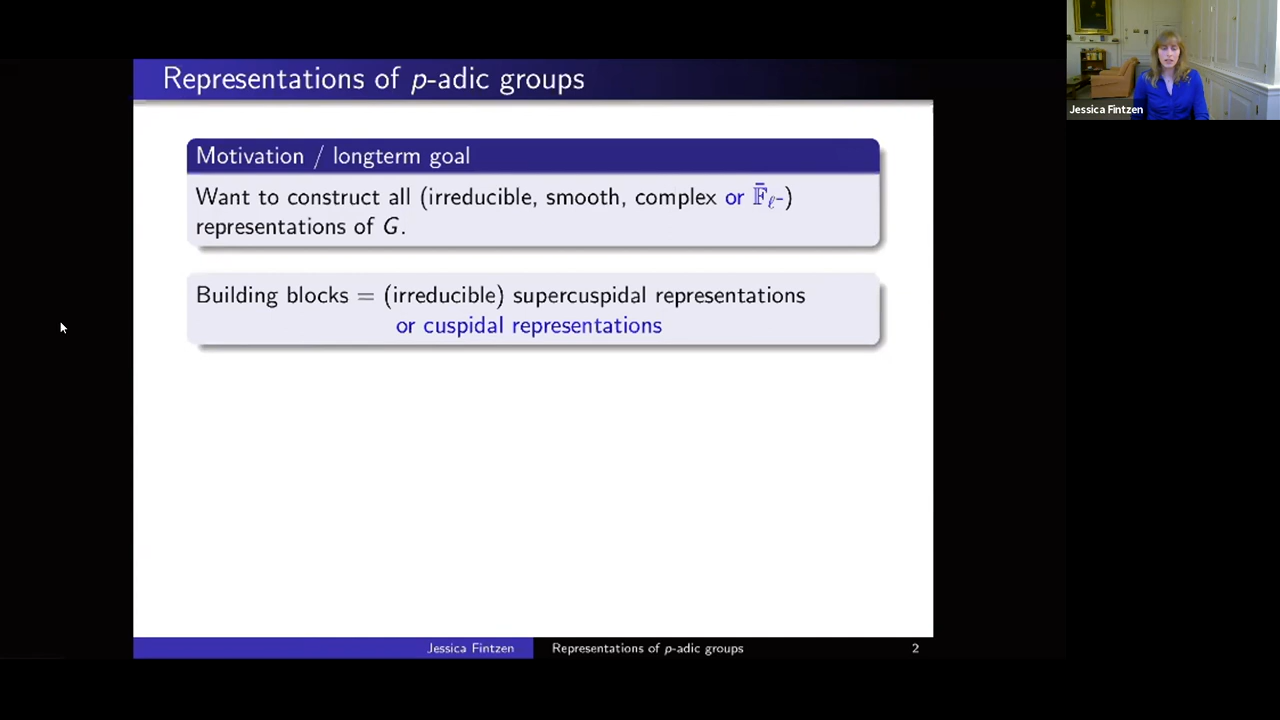 Representations of p-adic groups
Motivation / longterm goal
Want to construct all (irreducible, smooth, complex or 𝔽̄ℓ-)
representations of G.
Building blocks = (irreducible) supercuspidal representations
or cuspidal representations
Jessica Fintzen
Representations of p-adic groups
2
Jessica Fintzen